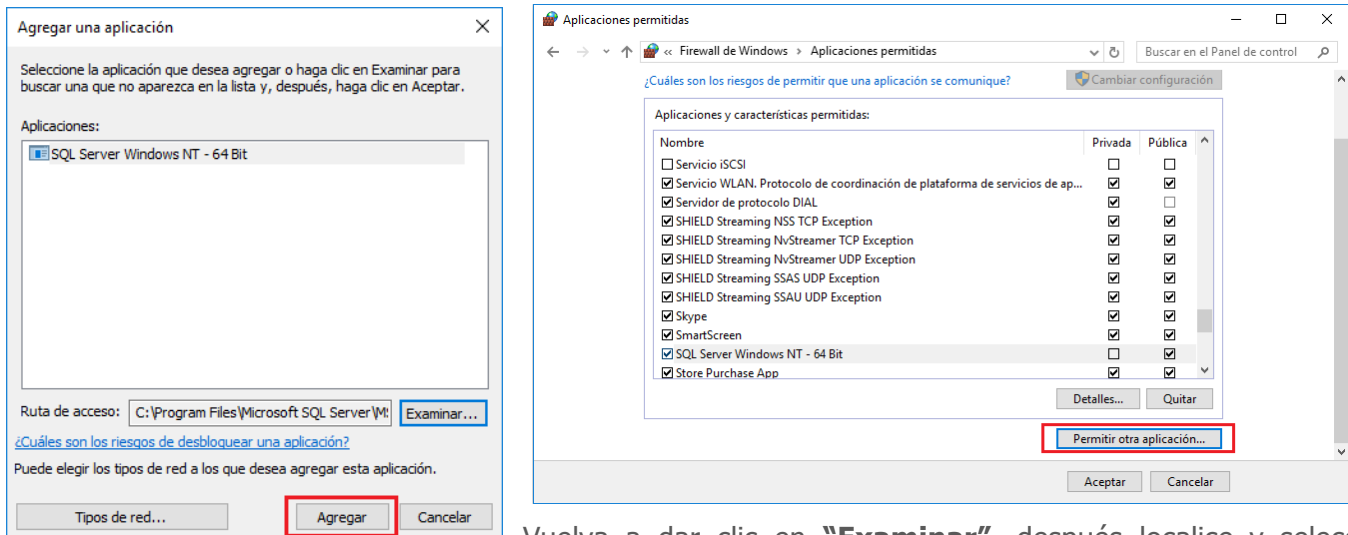 Agregar una aplicación
Seleccione la aplicación que desea agregar o haga clic en Examinar para
buscar una que no aparezca en la lista y, después, haga clic en Aceptar.
Aplicaciones:
SQL Server Windows NT - 64 Bit
Ruta de acceso: C:\Program Files\Microsoft SQL Server\ Examinar...
¿Cuáles son los riesgos de desbloquear una aplicación?
Puede elegir los tipos de red a los que desea agregar esta aplicación.
Tipos de red... Agregar Cancelar
Aplicaciones permitidas
« Firewall de Windows › Aplicaciones permitidas Buscar en el Panel de control
¿Cuáles son los riesgos de permitir que una aplicación se comunique? Cambiar configuración
Aplicaciones y características permitidas:
Nombre Privada Pública
Servicio iSCSI
Servicio WLAN. Protocolo de coordinación de plataforma de servicios de ap...
Servidor de protocolo DIAL
SHIELD Streaming NSS TCP Exception
SHIELD Streaming NvStreamer TCP Exception
SHIELD Streaming NvStreamer UDP Exception
SHIELD Streaming SSAS UDP Exception
SHIELD Streaming SSAU UDP Exception
Skype
SmartScreen
SQL Server Windows NT - 64 Bit
Store Purchase App
Detalles... Quitar
Permitir otra aplicación...
Aceptar Cancelar
Vuelva a dar clic en “Examinar”, después localice y selecc